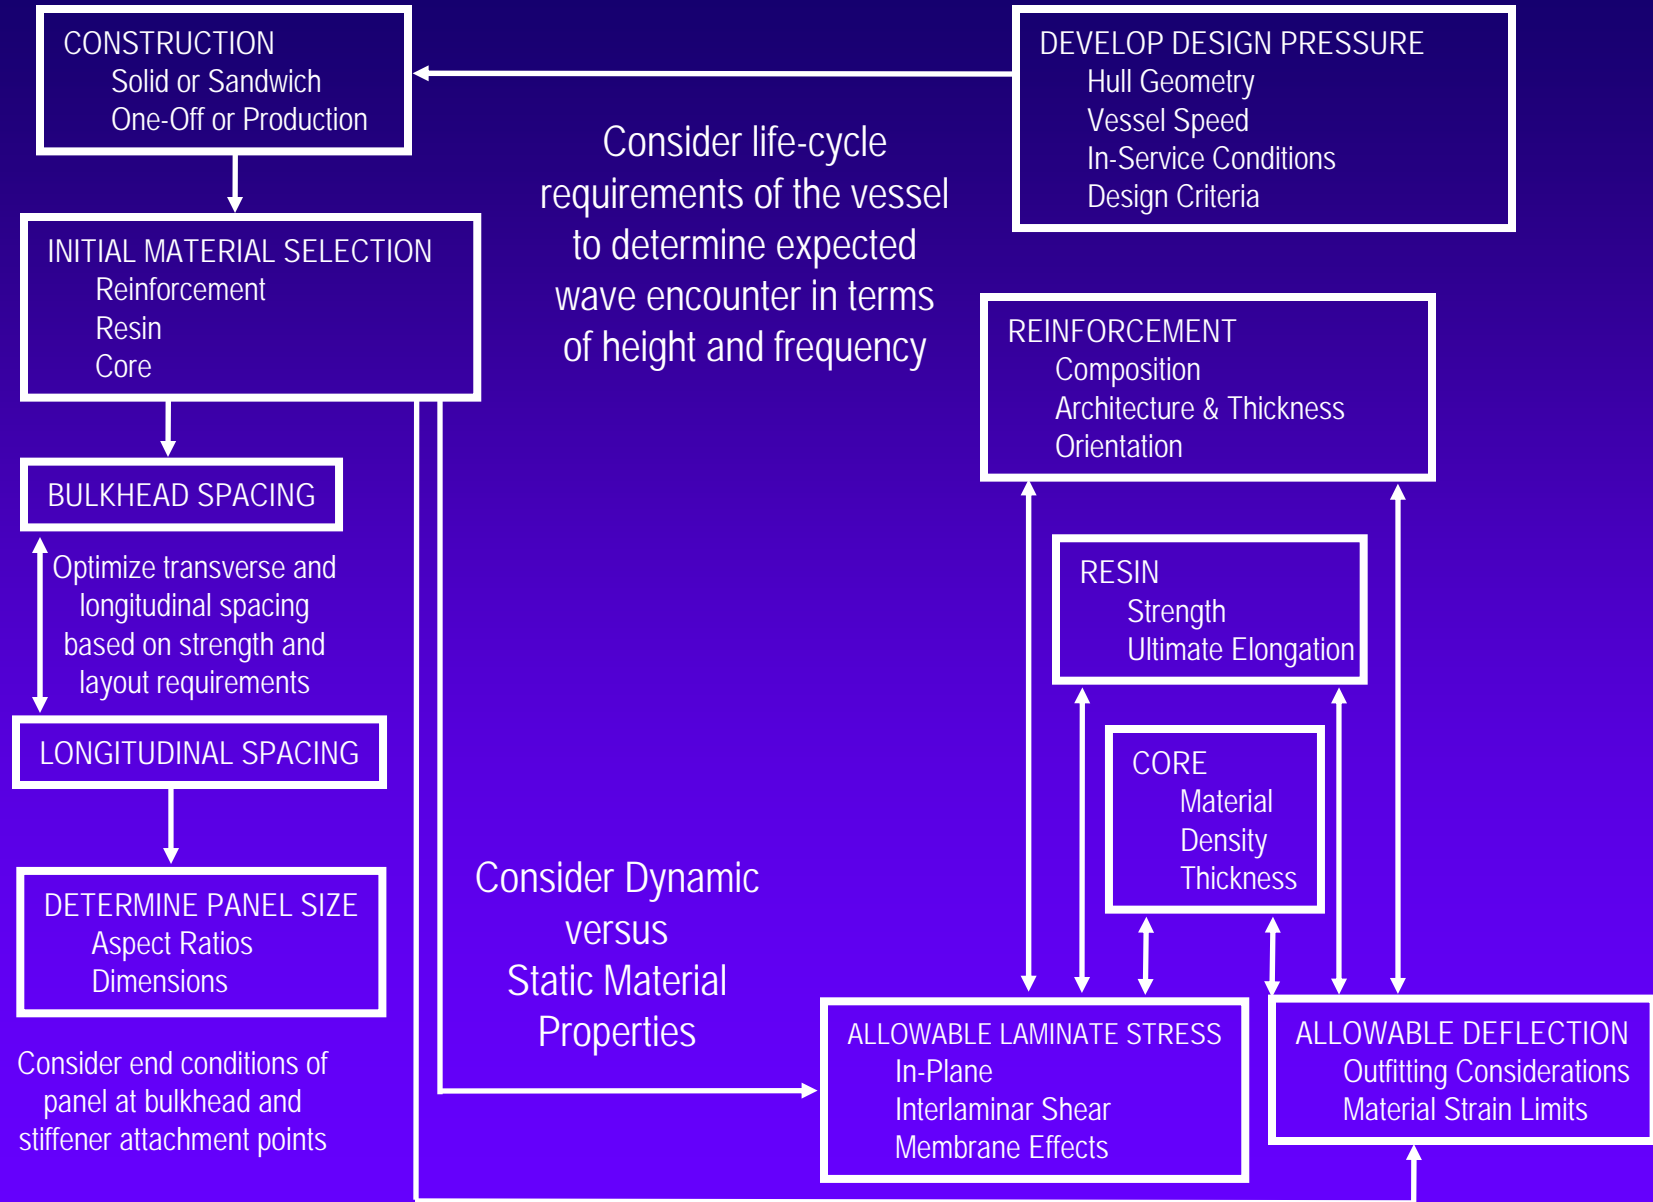 CONSTRUCTION
Solid or Sandwich
One-Off or Production
DEVELOP DESIGN PRESSURE
Hull Geometry
Vessel Speed
In-Service Conditions
Design Criteria
Consider life-cycle
requirements of the vessel
to determine expected
wave encounter in terms
of height and frequency
INITIAL MATERIAL SELECTION
Reinforcement
Resin
Core
REINFORCEMENT
Composition
Architecture & Thickness
Orientation
BULKHEAD SPACING
Optimize transverse and
longitudinal spacing
based on strength and
layout requirements
RESIN
Strength
Ultimate Elongation
LONGITUDINAL SPACING
CORE
Material
Density
Thickness
DETERMINE PANEL SIZE
Aspect Ratios
Dimensions
Consider Dynamic
versus
Static Material
Properties
Consider end conditions of
panel at bulkhead and
stiffener attachment points
ALLOWABLE LAMINATE STRESS
In-Plane
Interlaminar Shear
Membrane Effects
ALLOWABLE DEFLECTION
Outfitting Considerations
Material Strain Limits